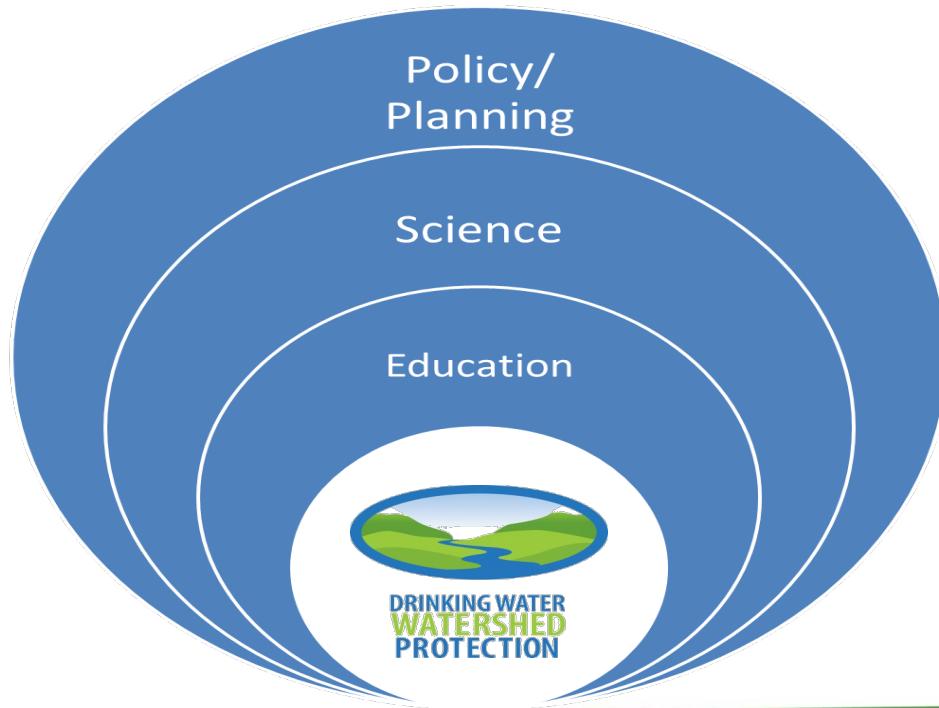 Policy/
Planning
Science
Education
DRINKING WATER
WATERSHED
PROTECTION